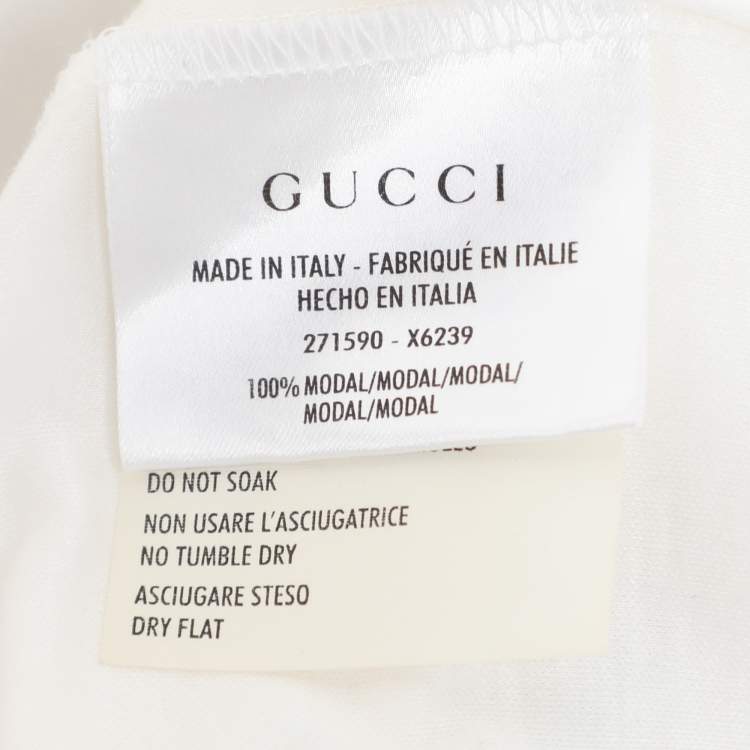 GUCCI
MADE IN ITALY - FABRIQUÉ EN ITALIE
HECHO EN ITALIA
271590 - X6239
100% MODAL/MODAL/MODAL/
MODAL/MODAL
DO NOT SOAK
NON USARE L'ASCIUGATRICE
NO TUMBLE DRY
ASCIUGARE STESO
DRY FLAT